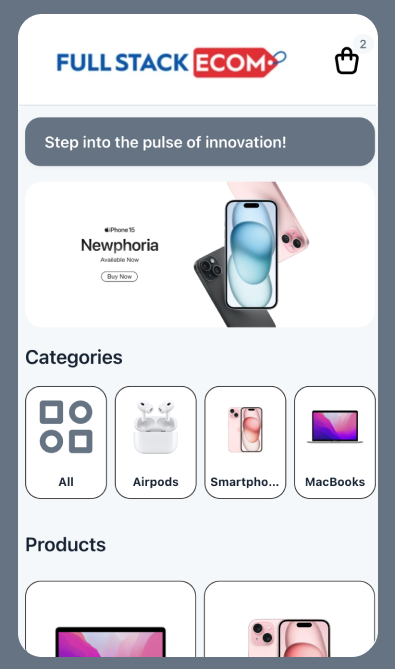 FULL STACK ECOM
2
Step into the pulse of innovation!
iPhone 15
Newphoria
Available Now
Buy Now
Categories
All
Airpods
Smartpho...
MacBooks
Products